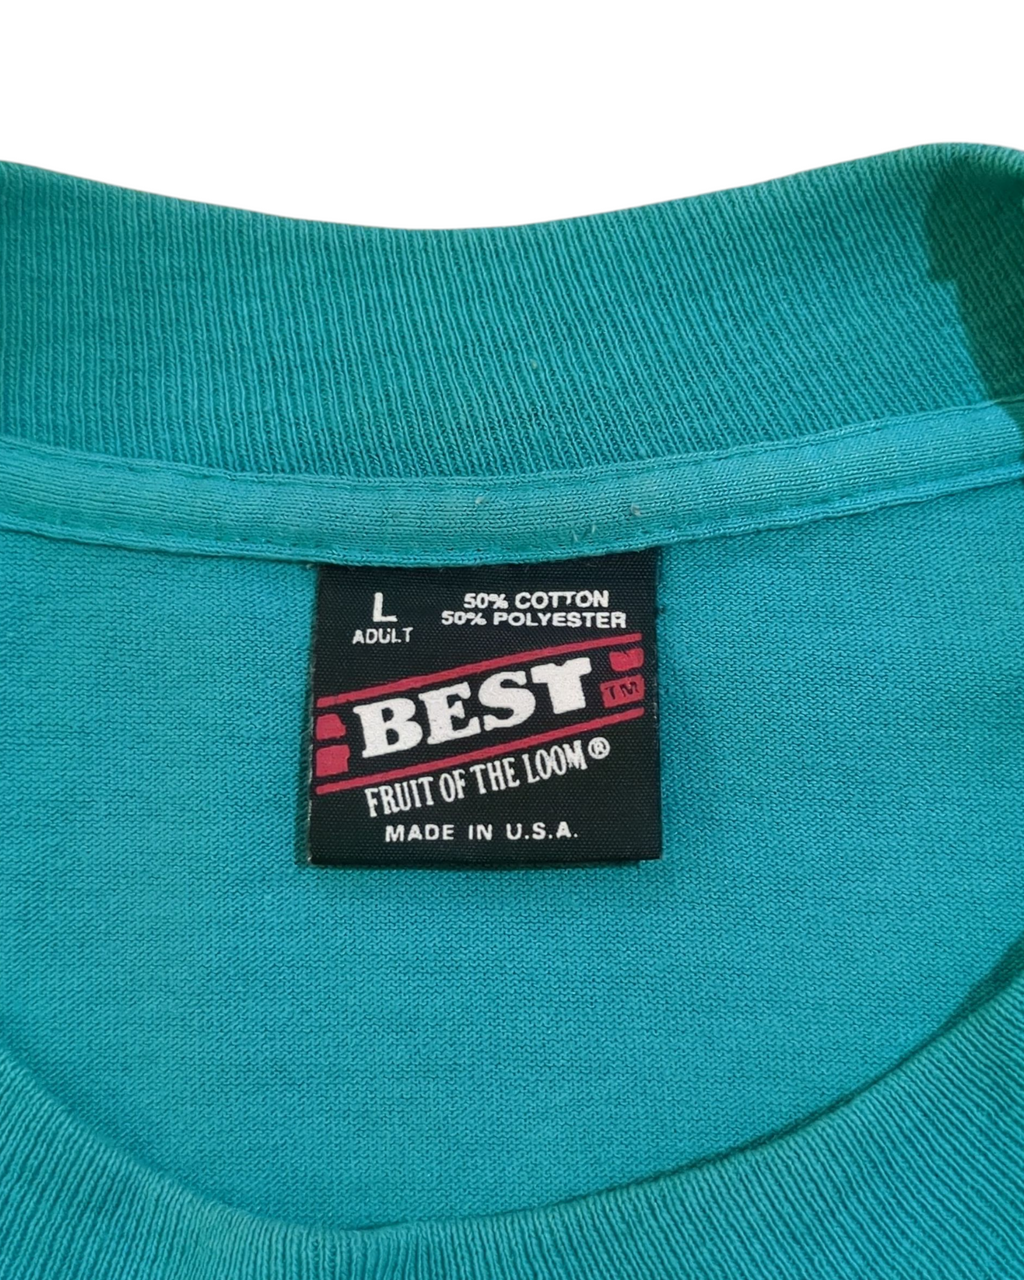 L
ADULT
50% COTTON
50% POLYESTER
BEST
TM
FRUIT OF THE LOOM®
MADE IN U.S.A.